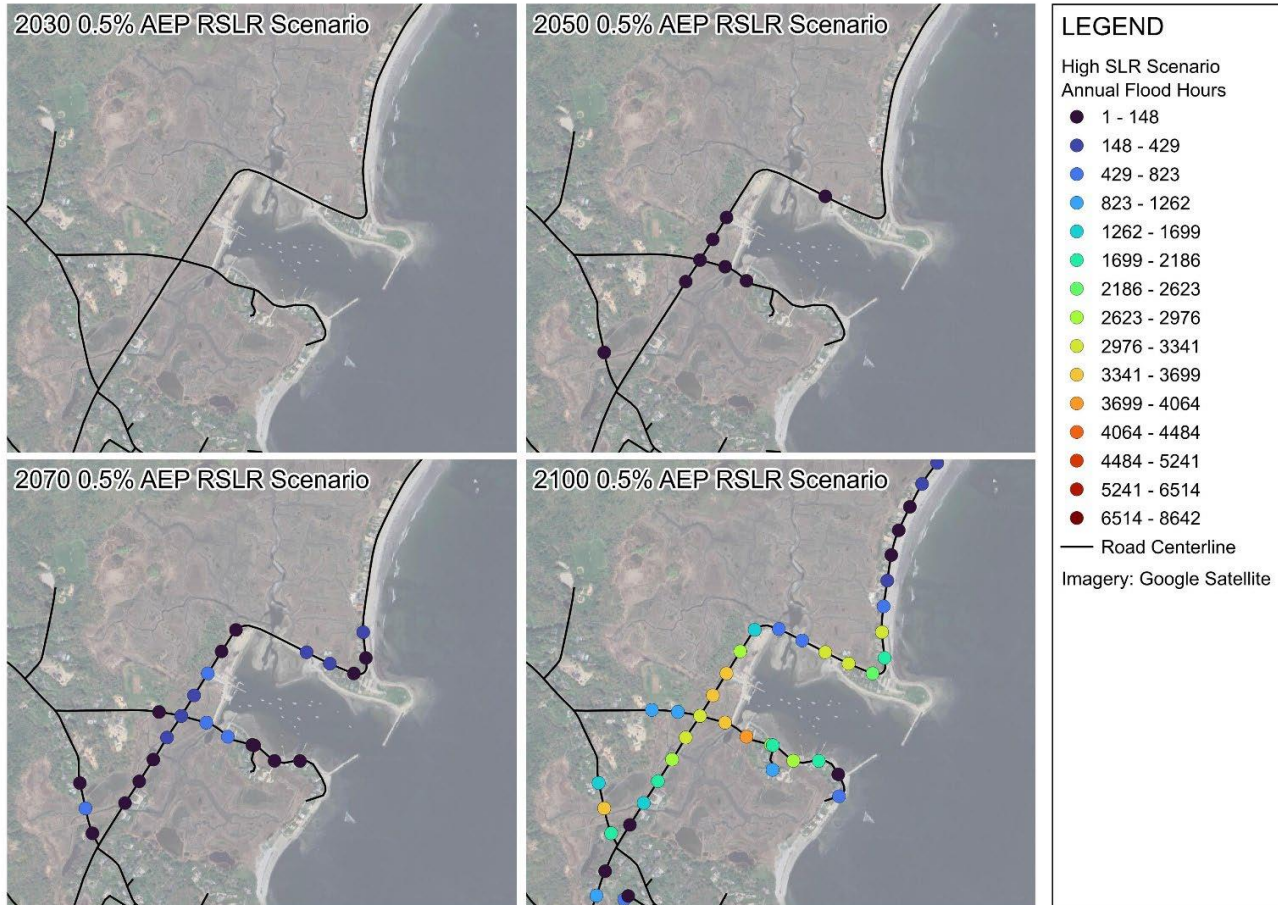 2030 0.5% AEP RSLR Scenario
2050 0.5% AEP RSLR Scenario
2070 0.5% AEP RSLR Scenario
2100 0.5% AEP RSLR Scenario
LEGEND
High SLR Scenario
Annual Flood Hours
1 - 148
148 - 429
429 - 823
823 - 1262
1262 - 1699
1699 - 2186
2186 - 2623
2623 - 2976
2976 - 3341
3341 - 3699
3699 - 4064
4064 - 4484
4484 - 5241
5241 - 6514
6514 - 8642
Road Centerline
Imagery: Google Satellite